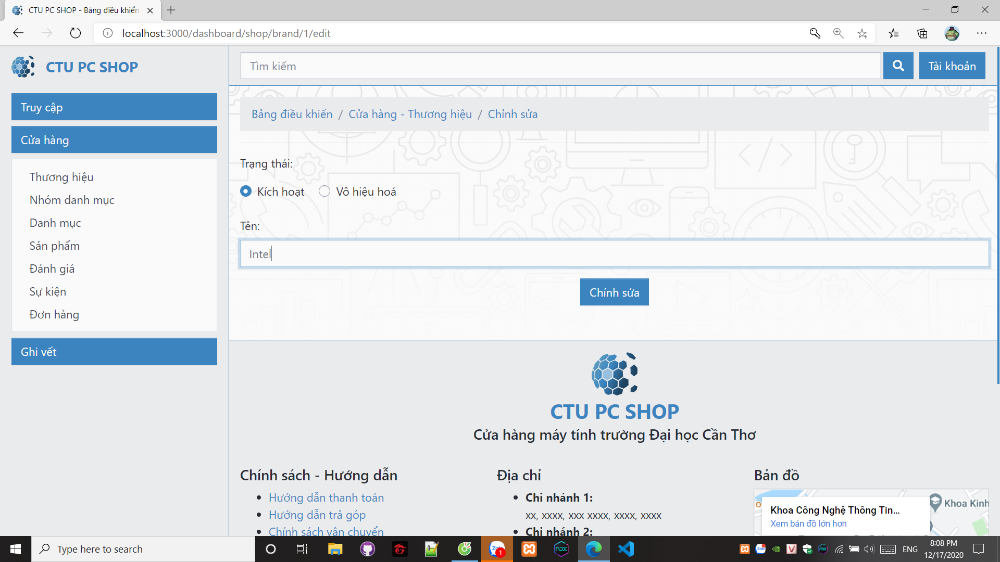 CTU PC SHOP - Bảng điều khiển
localhost:3000/dashboard/shop/brand/1/edit
CTU PC SHOP
Tìm kiếm
Tài khoản
Truy cập
Cửa hàng
Thương hiệu
Nhóm danh mục
Danh mục
Sản phẩm
Đánh giá
Sự kiện
Đơn hàng
Ghi vết
Bảng điều khiến / Cửa hàng - Thương hiệu / Chỉnh sửa
Trạng thái:
Kích hoạt
Vô hiệu hoá
Tên:
Intel
Chỉnh sửa
CTU PC SHOP
Cửa hàng máy tính trường Đại học Cần Thơ
Chính sách - Hướng dẫn
Hướng dẫn thanh toán
Hướng dẫn trả góp
Chính sách vận chuyển
Địa chỉ
Chi nhánh 1:
xx, xxxx, xxx xxxx, xxxx, xxxx
Chi nhánh 2:
Bản đồ
Khoa Công Nghệ Thông Tin...
Xem bản đồ lớn hơn
Khoa Kinh
Type here to search
ENG
8:08 PM
12/17/2020